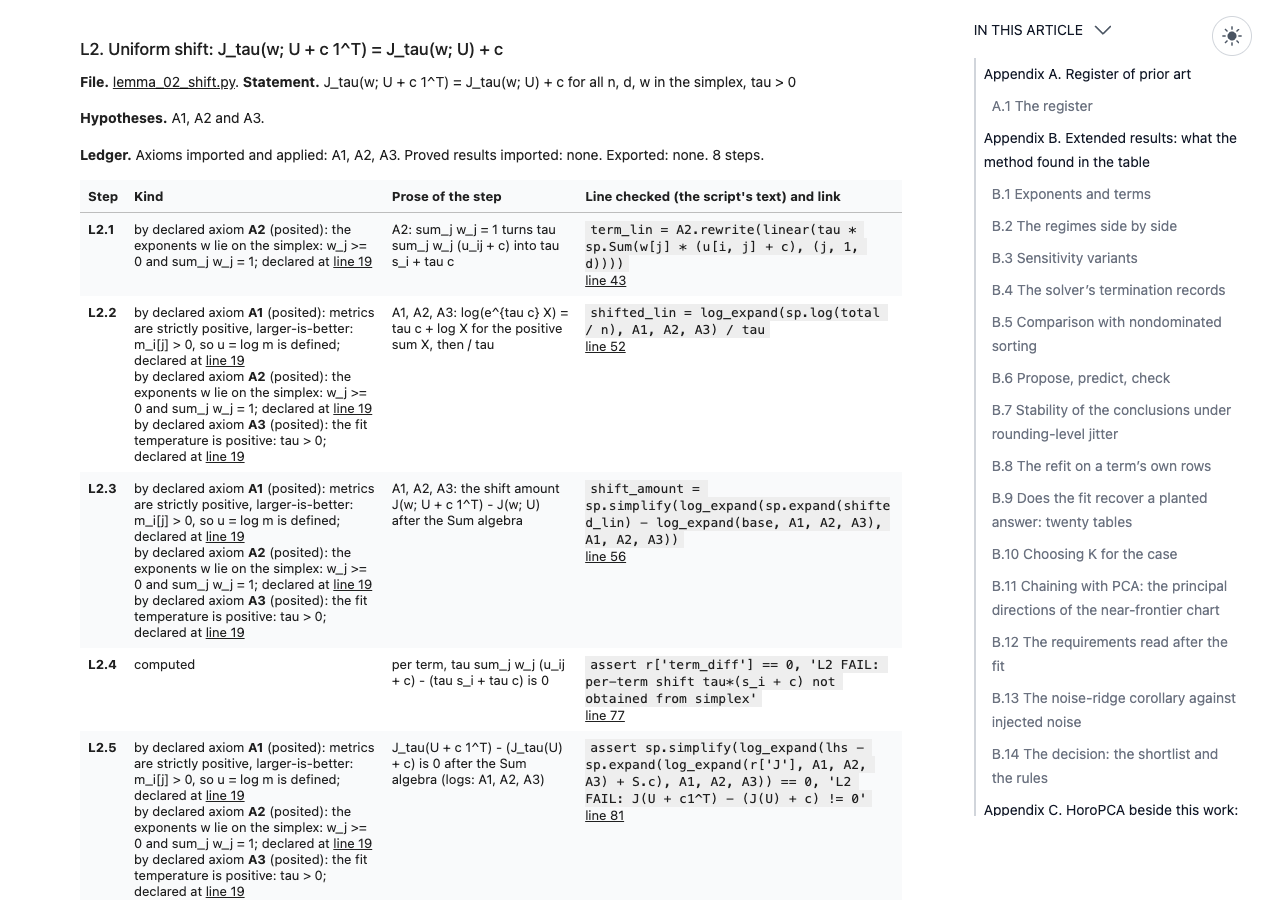 L2. Uniform shift: J_tau(w; U + c 1^T) = J_tau(w; U) + c
File. lemma_02_shift.py. Statement. J_tau(w; U + c 1^T) = J_tau(w; U) + c for all n, d, w in the simplex, tau > 0
Hypotheses. A1, A2 and A3.
Ledger. Axioms imported and applied: A1, A2, A3. Proved results imported: none. Exported: none. 8 steps.
Step Kind Prose of the step Line checked (the script's text) and link
L2.1
by declared axiom A2 (posited): the
exponents w lie on the simplex: w_j >=
0 and sum_j w_j = 1; declared at line 19
A2: sum_j w_j = 1 turns tau
sum_j w_j (u_ij + c) into tau
s_i + tau c
term_lin = A2.rewrite(linear(tau *
sp.Sum(w[j] * (u[i, j] + c), (j, 1,
d))))
line 43
L2.2
by declared axiom A1 (posited): metrics
are strictly positive, larger-is-better:
m_i[j] > 0, so u = log m is defined;
declared at line 19
by declared axiom A2 (posited): the
exponents w lie on the simplex: w_j >=
0 and sum_j w_j = 1; declared at line 19
by declared axiom A3 (posited): the fit
temperature is positive: tau > 0;
declared at line 19
A1, A2, A3: log(e^{tau c} X) =
tau c + log X for the positive
sum X, then / tau
shifted_lin = log_expand(sp.log(total
/ n), A1, A2, A3) / tau
line 52
L2.3
by declared axiom A1 (posited): metrics
are strictly positive, larger-is-better:
m_i[j] > 0, so u = log m is defined;
declared at line 19
by declared axiom A2 (posited): the
exponents w lie on the simplex: w_j >=
0 and sum_j w_j = 1; declared at line 19
by declared axiom A3 (posited): the fit
temperature is positive: tau > 0;
declared at line 19
A1, A2, A3: the shift amount
J(w; U + c 1^T) - J(w; U)
after the Sum algebra
shift_amount =
sp.simplify(log_expand(sp.expand(shifte
d_lin) - log_expand(base, A1, A2, A3),
A1, A2, A3))
line 56
L2.4
computed
per term, tau sum_j w_j (u_ij
+ c) - (tau s_i + tau c) is 0
assert r['term_diff'] == 0, 'L2 FAIL:
per-term shift tau*(s_i + c) not
obtained from simplex'
line 77
L2.5
by declared axiom A1 (posited): metrics
are strictly positive, larger-is-better:
m_i[j] > 0, so u = log m is defined;
declared at line 19
by declared axiom A2 (posited): the
exponents w lie on the simplex: w_j >=
0 and sum_j w_j = 1; declared at line 19
by declared axiom A3 (posited): the fit
temperature is positive: tau > 0;
declared at line 19
J_tau(U + c 1^T) - (J_tau(U)
+ c) is 0 after the Sum
algebra (logs: A1, A2, A3)
assert sp.simplify(log_expand(lhs -
sp.expand(log_expand(r['J'], A1, A2,
A3) + S.c), A1, A2, A3)) == 0, 'L2
FAIL: J(U + c1^T) - (J(U) + c) != 0'
line 81
IN THIS ARTICLE
Appendix A. Register of prior art
A.1 The register
Appendix B. Extended results: what the
method found in the table
B.1 Exponents and terms
B.2 The regimes side by side
B.3 Sensitivity variants
B.4 The solver's termination records
B.5 Comparison with nondominated
sorting
B.6 Propose, predict, check
B.7 Stability of the conclusions under
rounding-level jitter
B.8 The refit on a term's own rows
B.9 Does the fit recover a planted
answer: twenty tables
B.10 Choosing K for the case
B.11 Chaining with PCA: the principal
directions of the near-frontier chart
B.12 The requirements read after the
fit
B.13 The noise-ridge corollary against
injected noise
B.14 The decision: the shortlist and
the rules
Appendix C. HoroPCA beside this work: